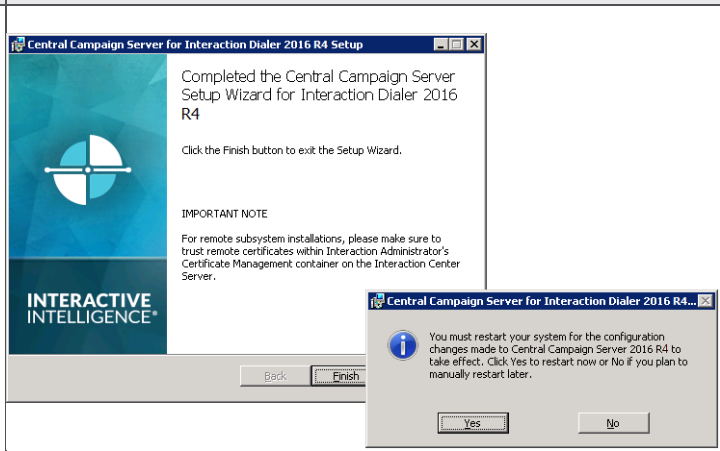 Central Campaign Server for Interaction Dialer 2016 R4 Setup
Completed the Central Campaign Server
Setup Wizard for Interaction Dialer 2016
R4
Click the Finish button to exit the Setup Wizard.
IMPORTANT NOTE
For remote subsystem installations, please make sure to
trust remote certificates within Interaction Administrator's
Certificate Management container on the Interaction Center
Server.
INTERACTIVE
INTELLIGENCE®
Back
Finish
Central Campaign Server for Interaction Dialer 2016 R4...
You must restart your system for the configuration
changes made to Central Campaign Server 2016 R4 to
take effect. Click Yes to restart now or No if you plan to
manually restart later.
Yes
No